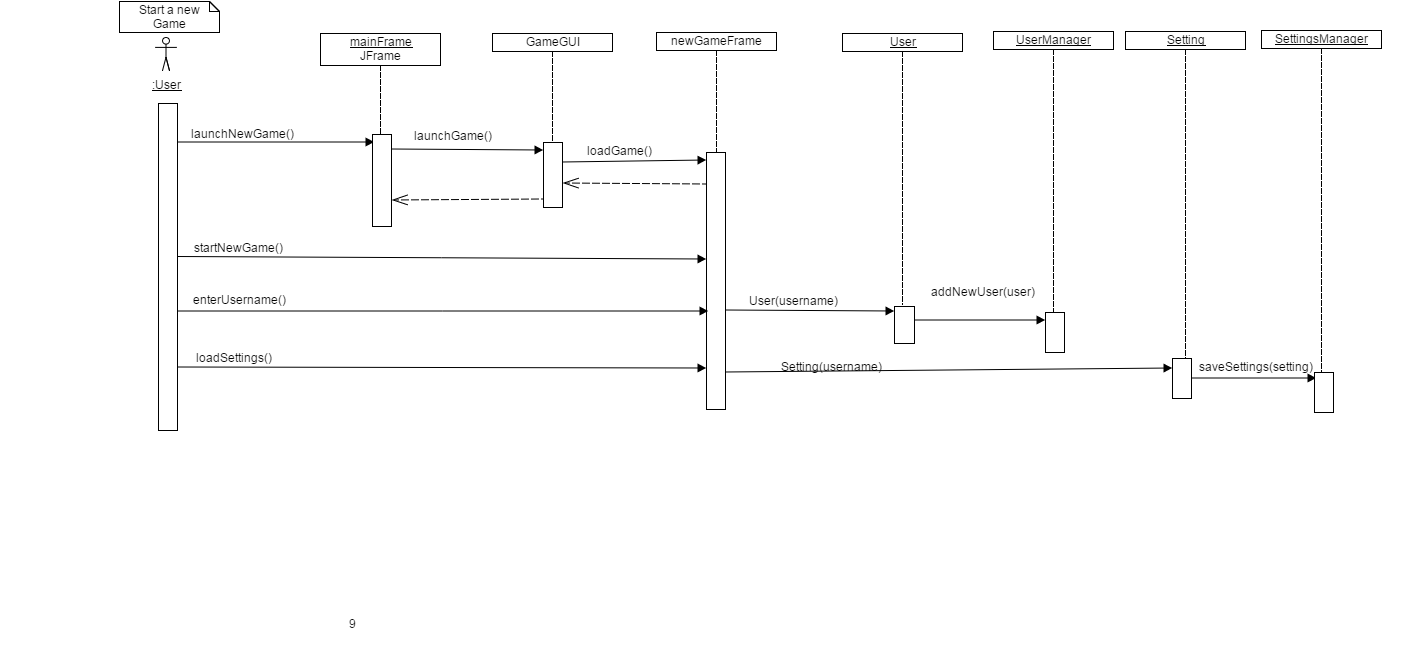 Start a new
Game
:User
mainFrame
JFrame
GameGUI
newGameFrame
User
UserManager
Setting
SettingsManager
launchNewGame()
launchGame()
loadGame()
startNewGame()
enterUsername()
User(username)
addNewUser(user)
loadSettings()
Setting(username)
saveSettings(setting)
9